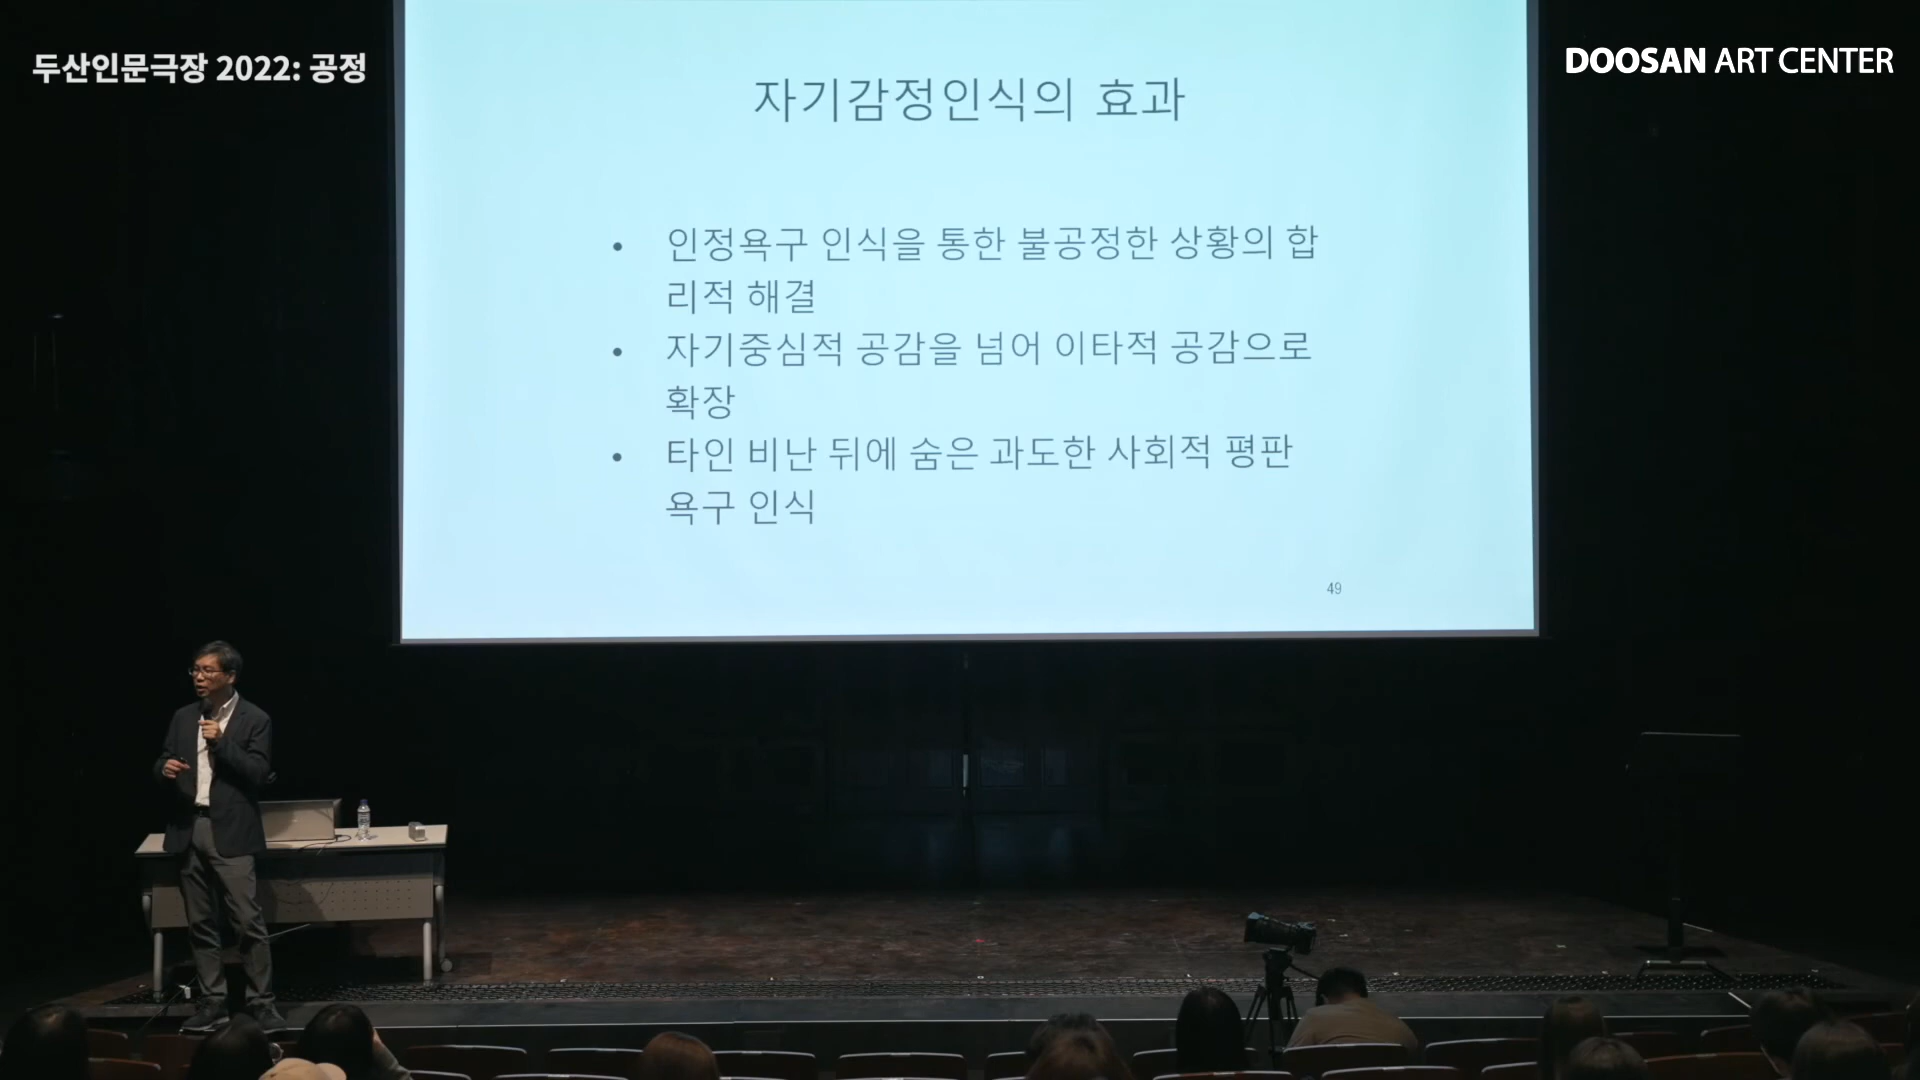 두산인문극장 2022: 공정
DOOSAN ART CENTER
자기감정인식의 효과
• 인정욕구 인식을 통한 불공정한 상황의 합
리적 해결
• 자기중심적 공감을 넘어 이타적 공감으로
확장
• 타인 비난 뒤에 숨은 과도한 사회적 평판
욕구 인식
49